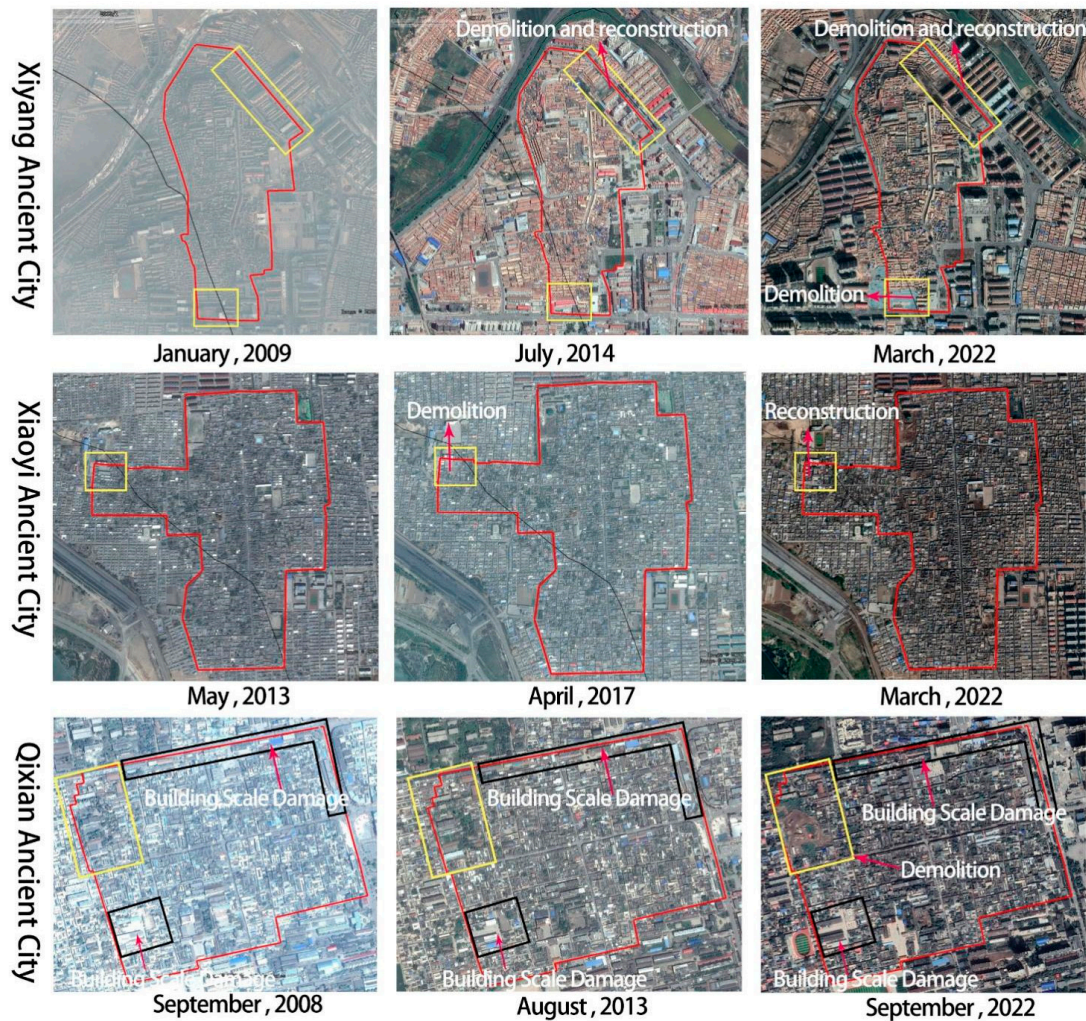 Xiyang Ancient City
Demolition and reconstruction
Demolition and reconstruction
Demolition
January , 2009
July , 2014
March , 2022
Xiaoyi Ancient City
Demolition
Reconstruction
May , 2013
April , 2017
March , 2022
Qixian Ancient City
Building Scale Damage
Building Scale Damage
Building Scale Damage
Demolition
Building Scale Damage
Building Scale Damage
Building Scale Damage
September , 2008
August , 2013
September , 2022